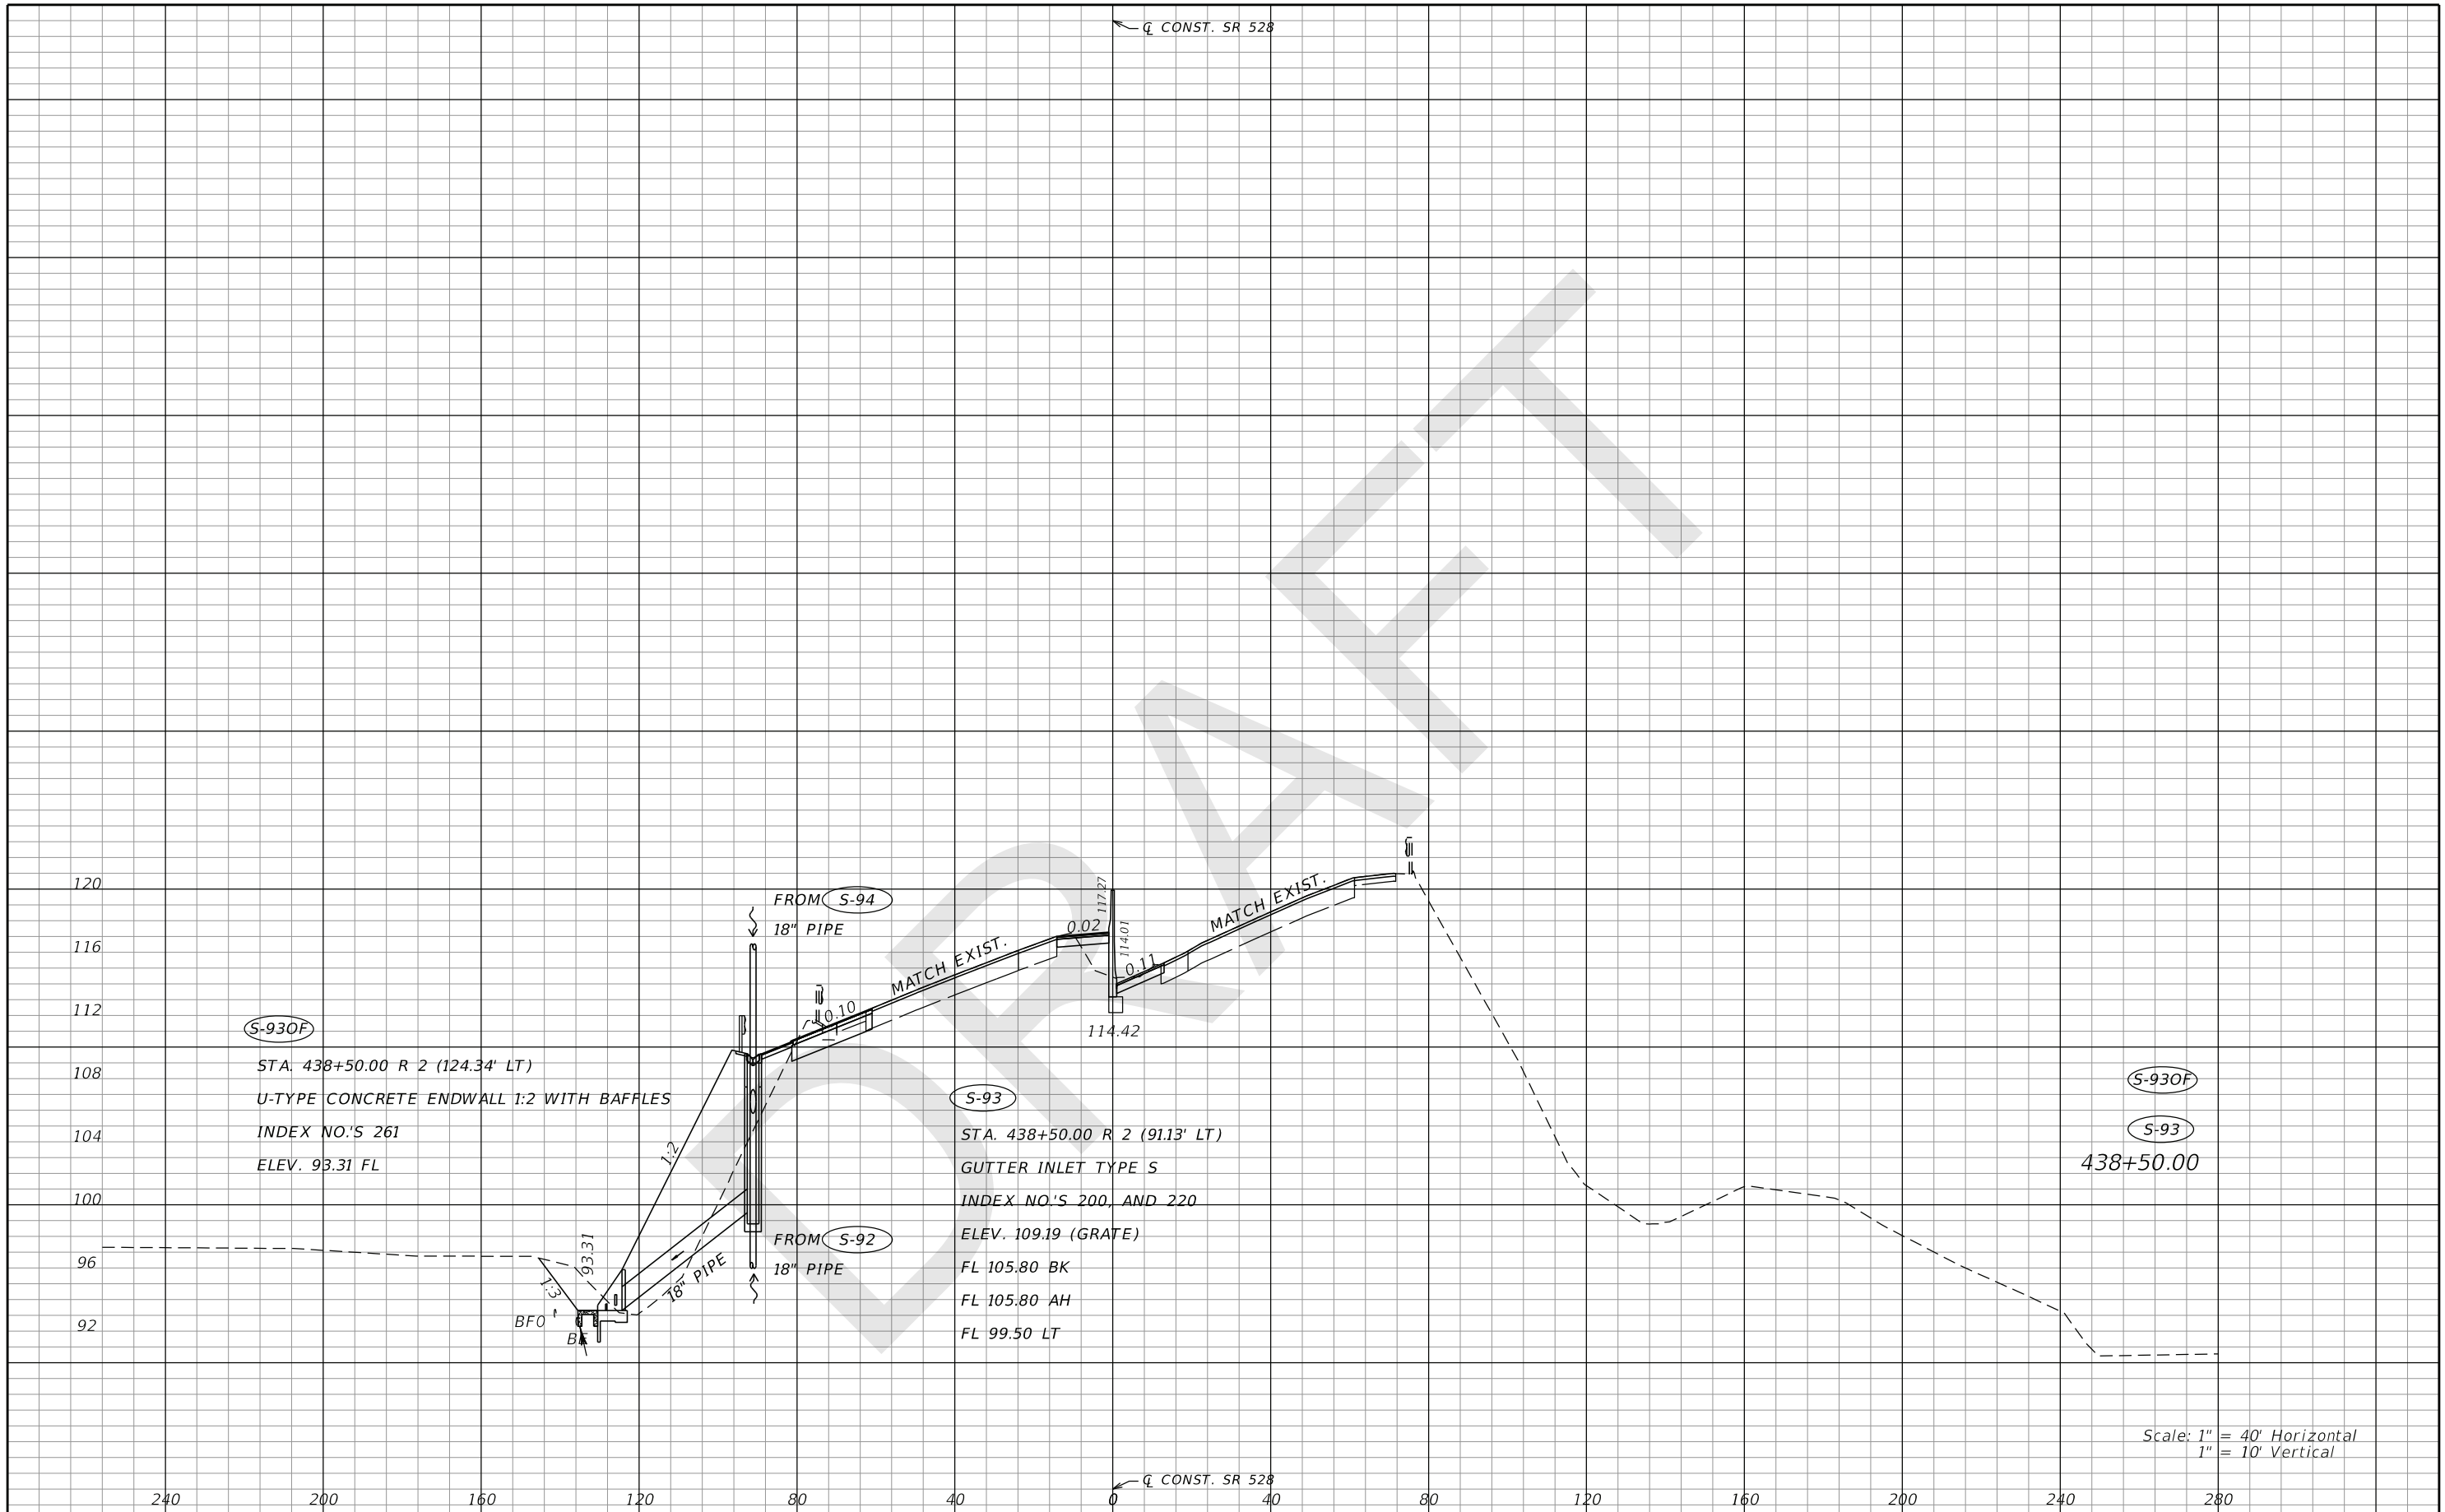 ℄ CONST. SR 528
DRAFT
120
116
112
108
104
100
96
92
FROM S-94
18" PIPE
MATCH EXIST.
0.10
0.02
117.27
114.01
0.11
MATCH EXIST.
114.42
S-93OF
STA. 438+50.00 R 2 (124.34' LT)
U-TYPE CONCRETE ENDWALL 1:2 WITH BAFFLES
INDEX NO.'S 261
ELEV. 93.31 FL
1:2
S-93
STA. 438+50.00 R 2 (91.13' LT)
GUTTER INLET TYPE S
INDEX NO.'S 200, AND 220
ELEV. 109.19 (GRATE)
FL 105.80 BK
FL 105.80 AH
FL 99.50 LT
FROM S-92
18" PIPE
18" PIPE
93.31
1:3
BFO
S-93OF
S-93
438+50.00
Scale: 1" = 40' Horizontal
1" = 10' Vertical
℄ CONST. SR 528
240 200 160 120 80 40 0 40 80 120 160 200 240 280